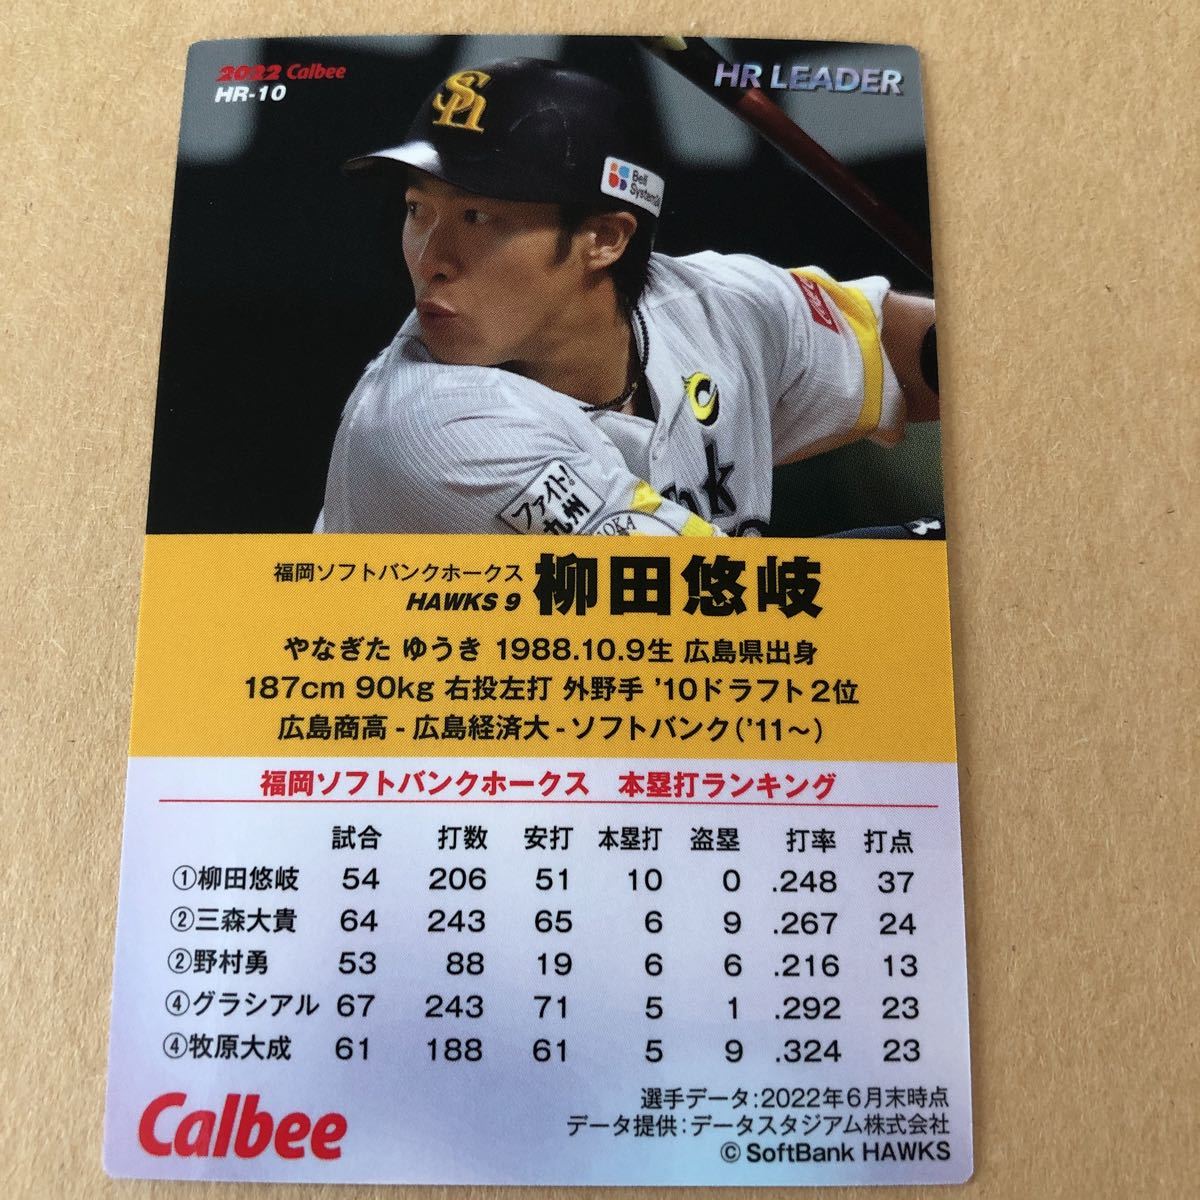 2022 Calbee
HR-10
HR LEADER
SH
Bell
ファイト!
九州
福岡ソフトバンクホークス
HAWKS 9
柳田悠岐
やなぎた ゆうき 1988.10.9生 広島県出身
187cm 90kg 右投左打 外野手 '10ドラフト2位
広島商高-広島経済大-ソフトバンク('11〜)
福岡ソフトバンクホークス 本塁打ランキング
試合 打数 安打 本塁打 盗塁 打率 打点
①柳田悠岐 54 206 51 10 0 .248 37
②三森大貴 64 243 65 6 9 .267 24
②野村勇 53 88 19 6 6 .216 13
④グラシアル 67 243 71 5 1 .292 23
④牧原大成 61 188 61 5 9 .324 23
Calbee
選手データ:2022年6月末時点
データ提供:データスタジアム株式会社
©SoftBank HAWKS